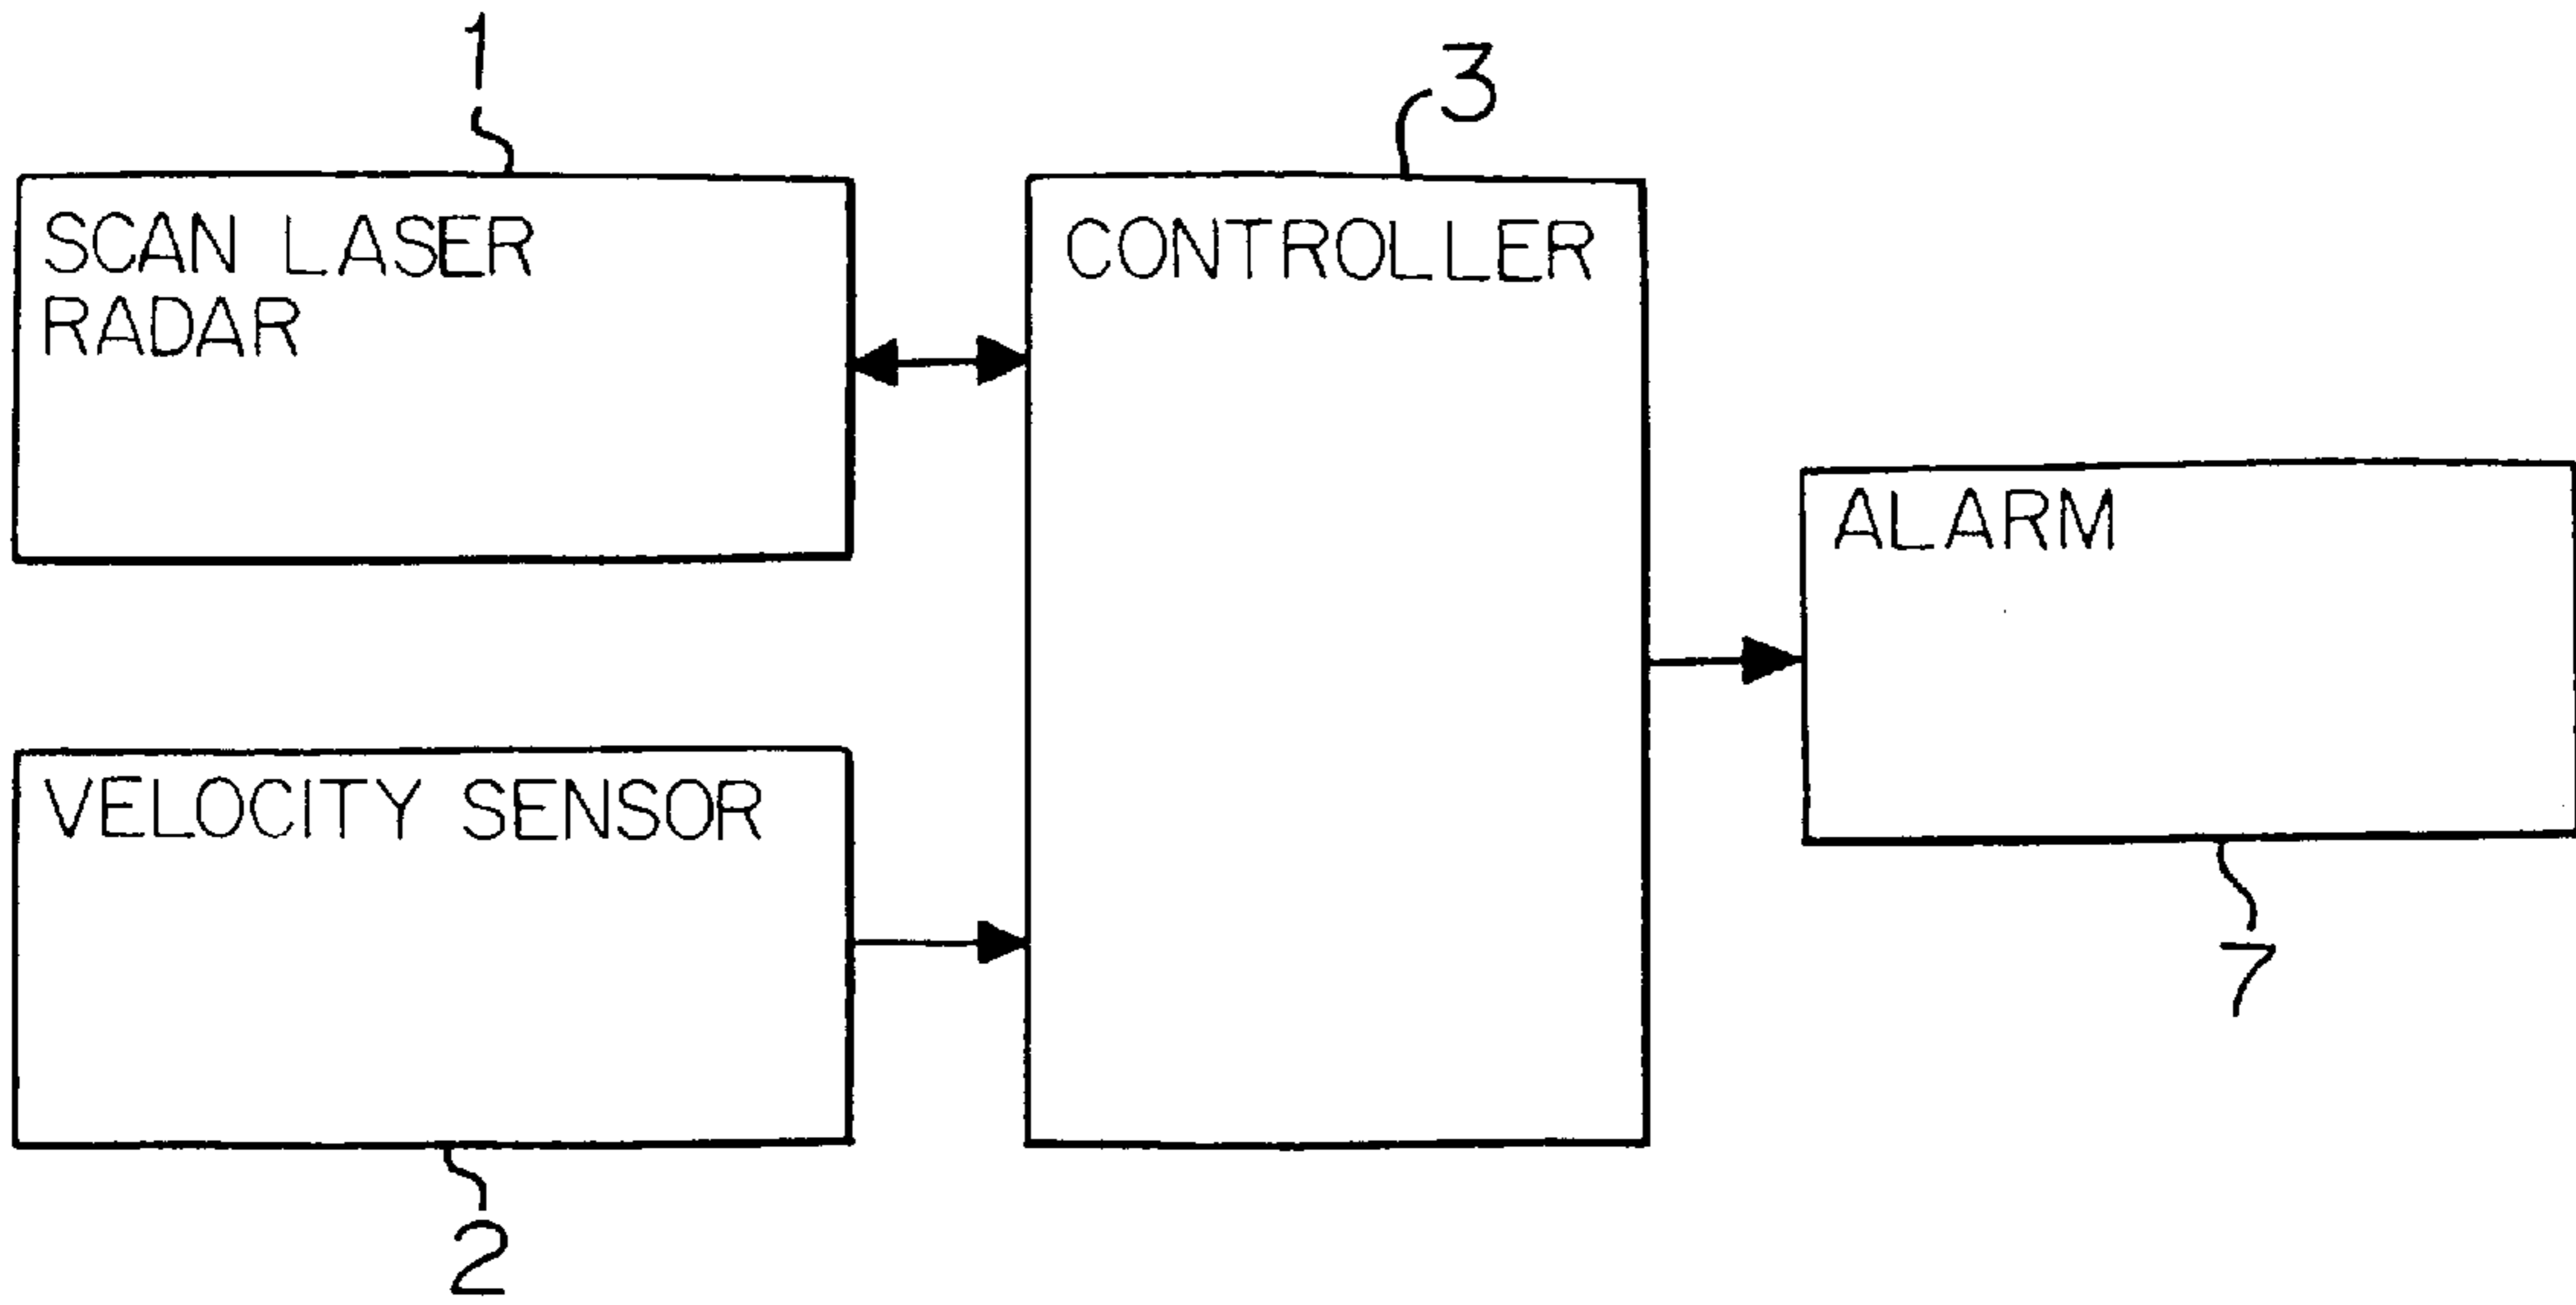 1
3
SCAN LASER
RADAR
CONTROLLER
ALARM
VELOCITY SENSOR
7
2